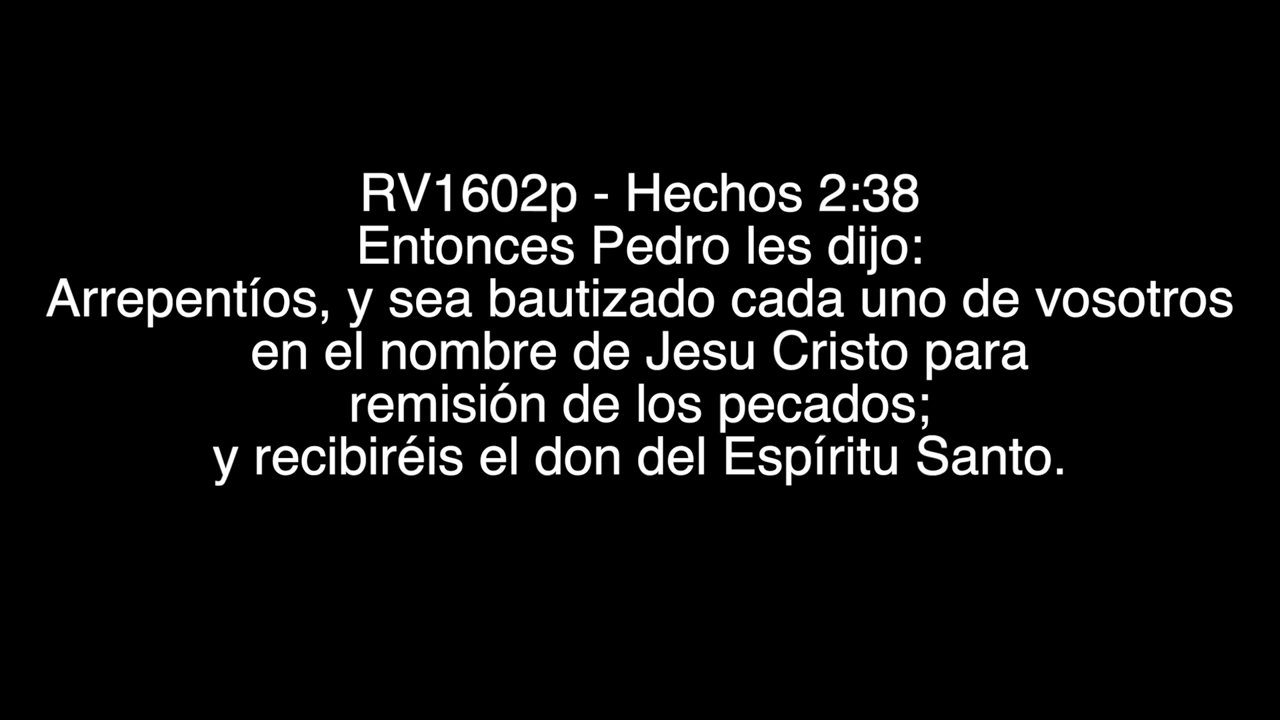 RV1602p - Hechos 2:38
Entonces Pedro les dijo:
Arrepentíos, y sea bautizado cada uno de vosotros
en el nombre de Jesu Cristo para
remisión de los pecados;
y recibiréis el don del Espíritu Santo.